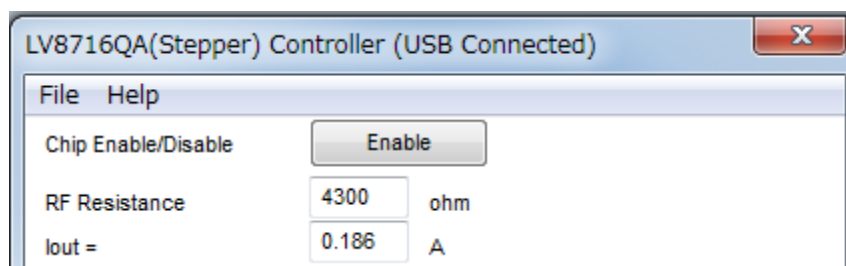 LV8716QA(Stepper) Controller (USB Connected)
File Help
Chip Enable/Disable Enable
RF Resistance 4300 ohm
Iout = 0.186 A